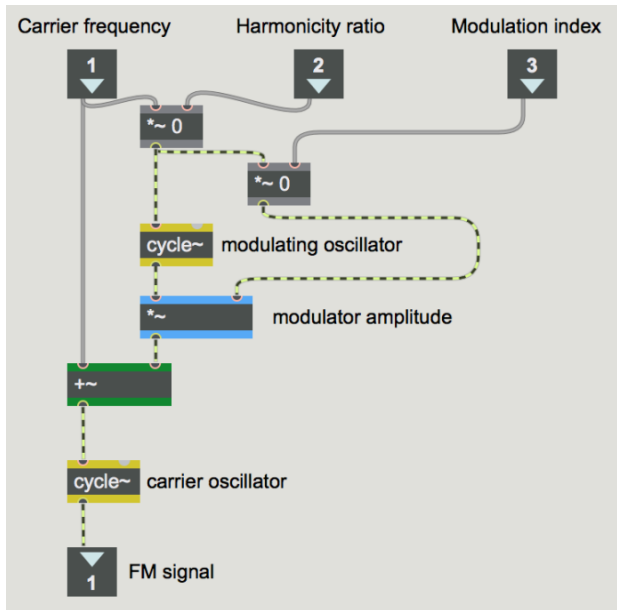 Carrier frequency
Harmonicity ratio
Modulation index
1
2
3
*~ 0
*~ 0
cycle~
modulating oscillator
*~
modulator amplitude
+~
cycle~
carrier oscillator
1
FM signal